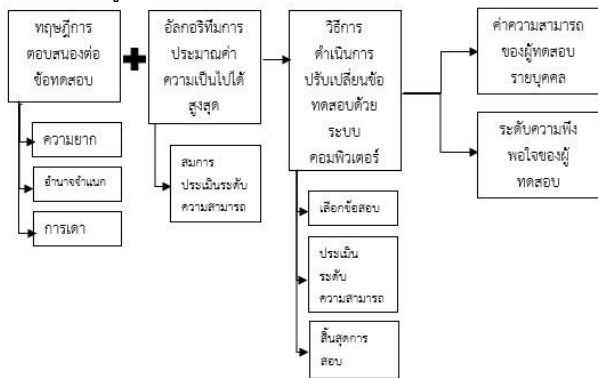 ทฤษฎีการ
ตอบสนองต่อ
ข้อทดสอบ
ความยาก
อำนาจจำแนก
การเดา
อัลกอริทึมการ
ประมาณค่า
ความเป็นไปได้
สูงสุด
สมการ
ประเมินระดับ
ความสามารถ
วิธีการ
ดำเนินการ
ปรับเปลี่ยนข้อ
ทดสอบด้วย
ระบบ
คอมพิวเตอร์
เลือกข้อสอบ
ประเมิน
ระดับ
ความสามารถ
สิ้นสุดการ
สอบ
ค่าความสามารถ
ของผู้ทดสอบ
รายบุคคล
ระดับความพึง
พอใจของผู้
ทดสอบ